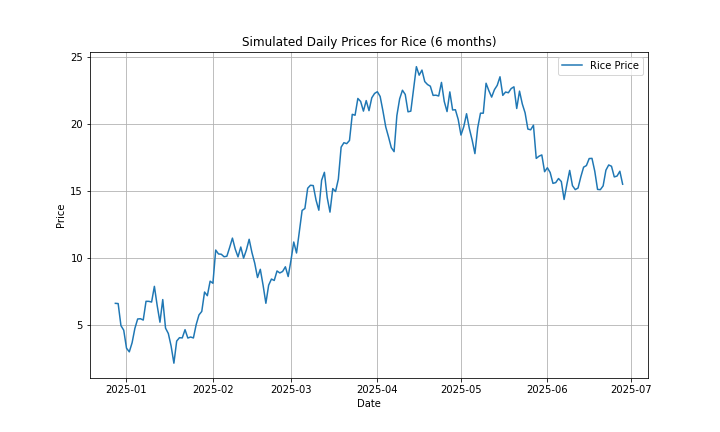 Simulated Daily Prices for Rice (6 months)
Rice Price
25
20
15
10
5
Price
2025-01 2025-02 2025-03 2025-04 2025-05 2025-06 2025-07
Date